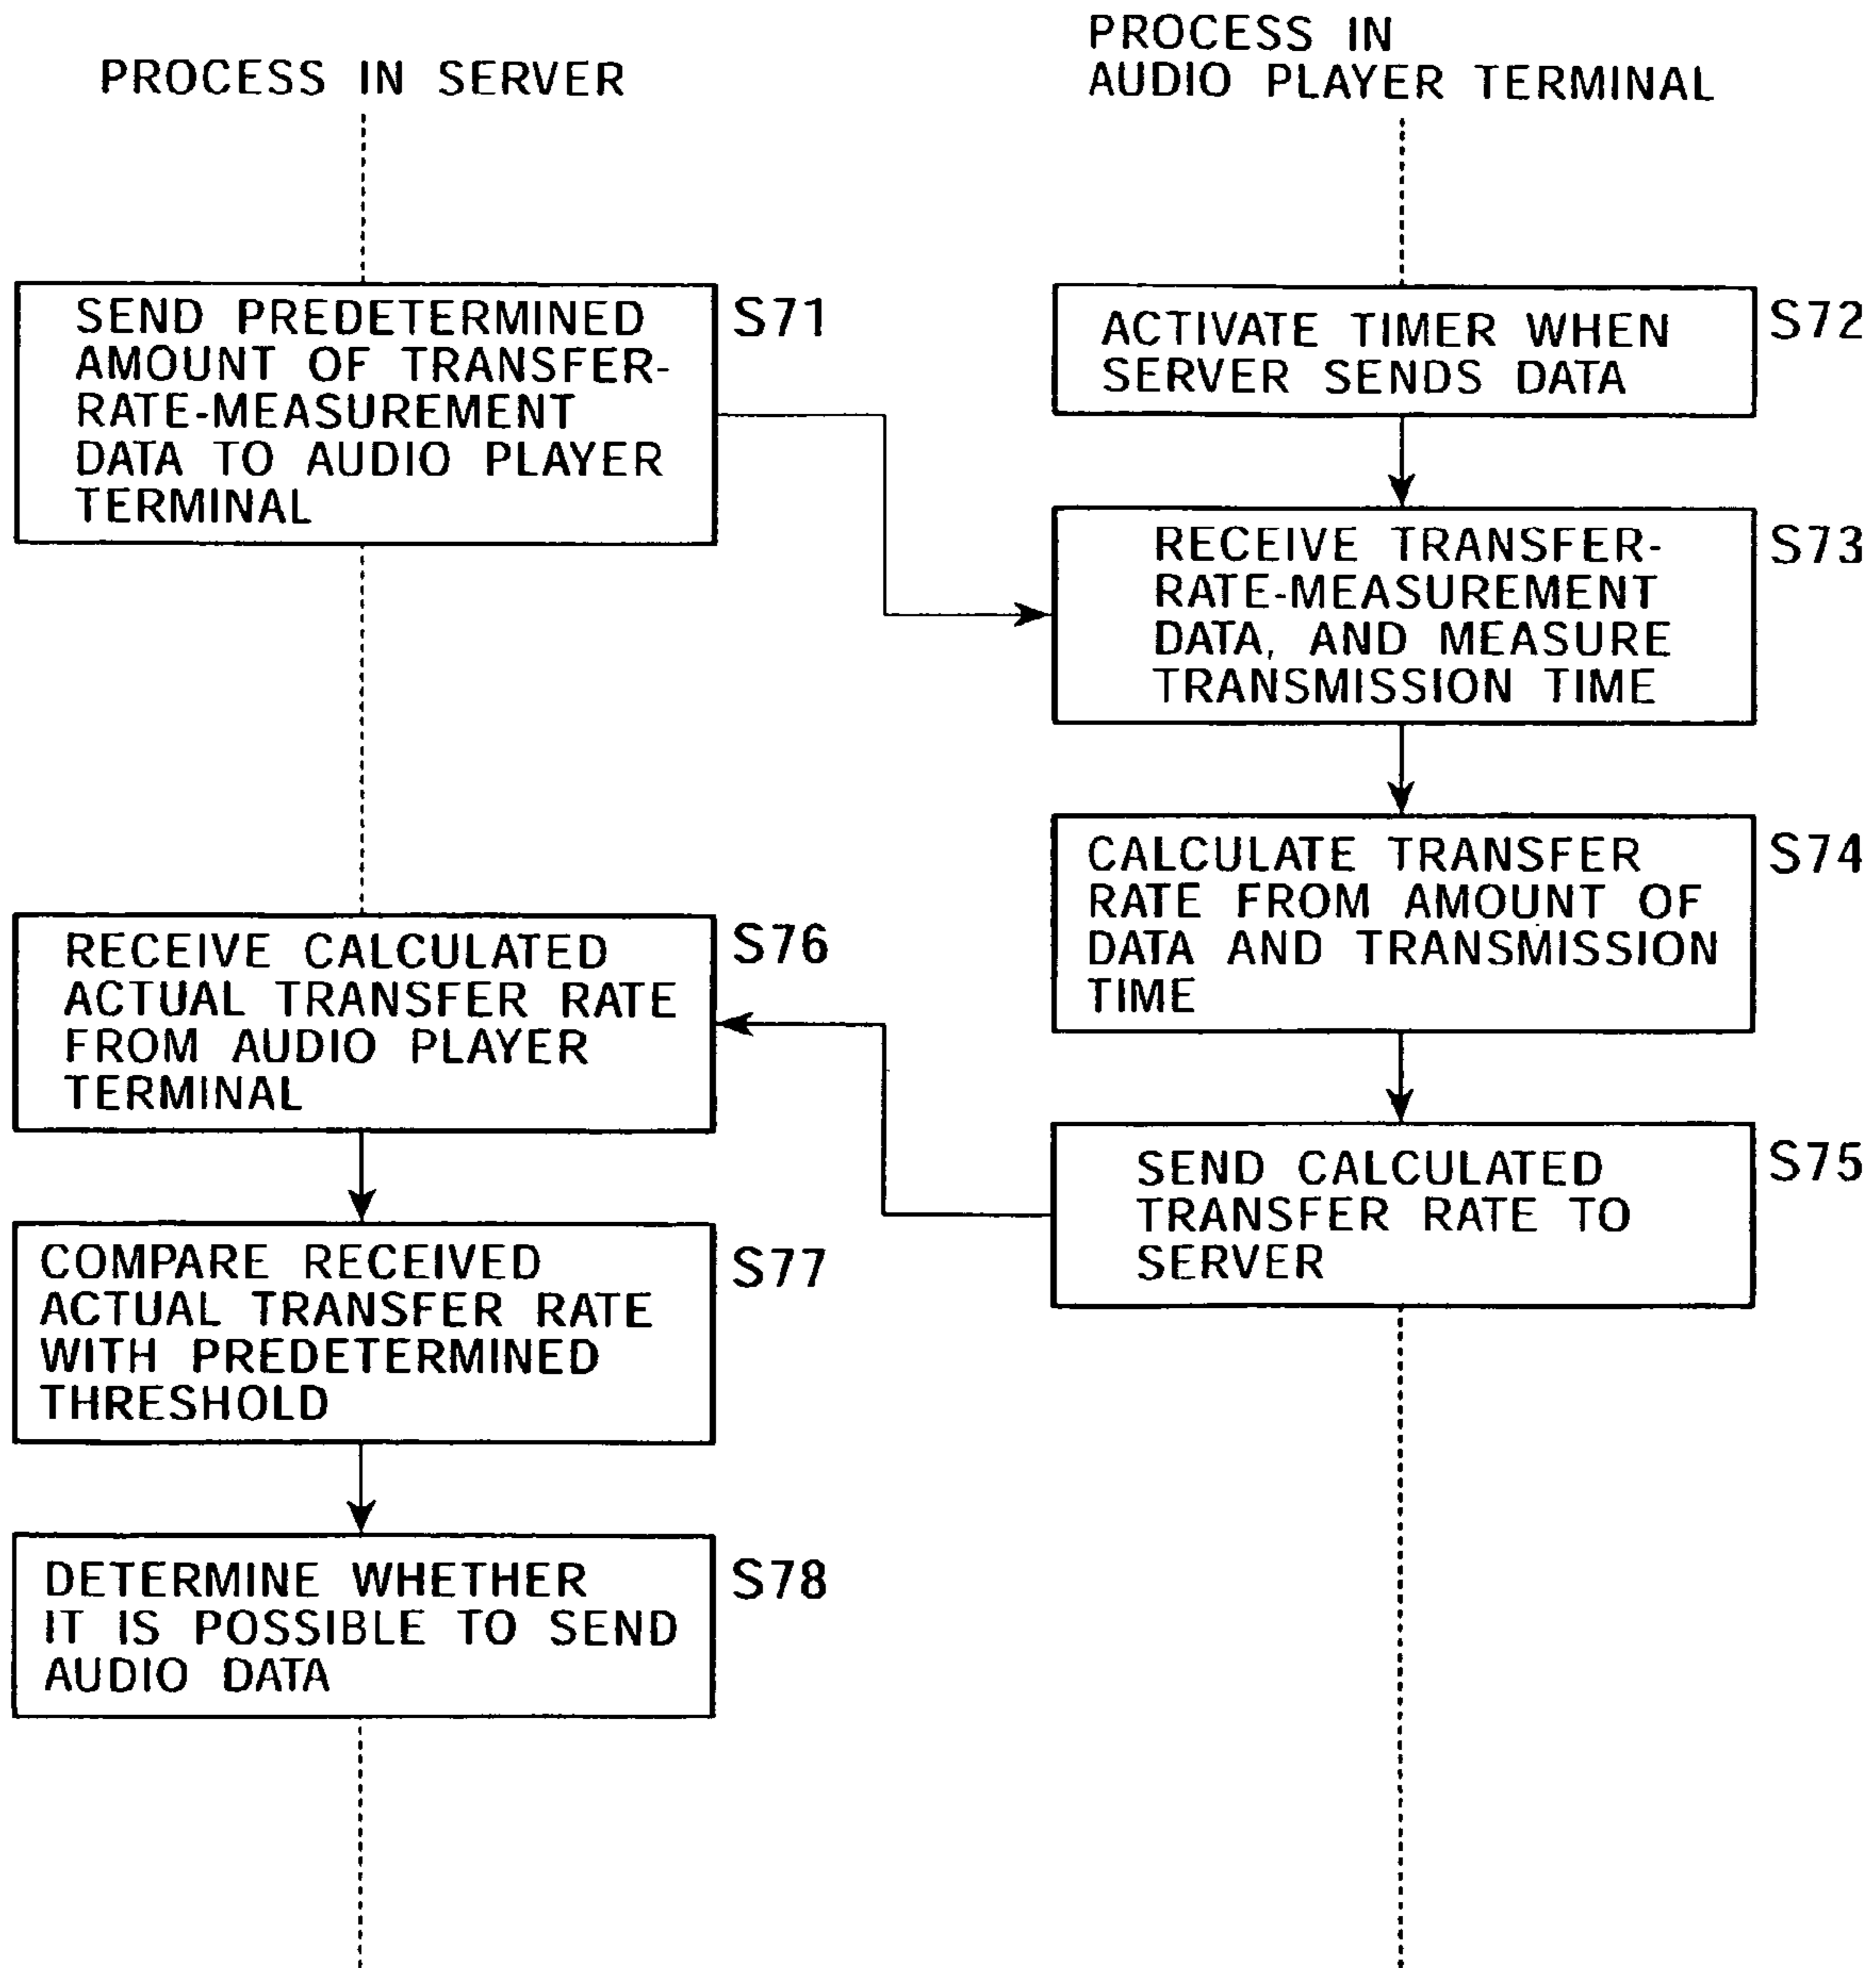 PROCESS IN SERVER
PROCESS IN
AUDIO PLAYER TERMINAL
SEND PREDETERMINED
AMOUNT OF TRANSFER-
RATE-MEASUREMENT
DATA TO AUDIO PLAYER
TERMINAL
S71
ACTIVATE TIMER WHEN
SERVER SENDS DATA
S72
RECEIVE TRANSFER-
RATE-MEASUREMENT
DATA, AND MEASURE
TRANSMISSION TIME
S73
CALCULATE TRANSFER
RATE FROM AMOUNT OF
DATA AND TRANSMISSION
TIME
S74
SEND CALCULATED
TRANSFER RATE TO
SERVER
S75
RECEIVE CALCULATED
ACTUAL TRANSFER RATE
FROM AUDIO PLAYER
TERMINAL
S76
COMPARE RECEIVED
ACTUAL TRANSFER RATE
WITH PREDETERMINED
THRESHOLD
S77
DETERMINE WHETHER
IT IS POSSIBLE TO SEND
AUDIO DATA
S78